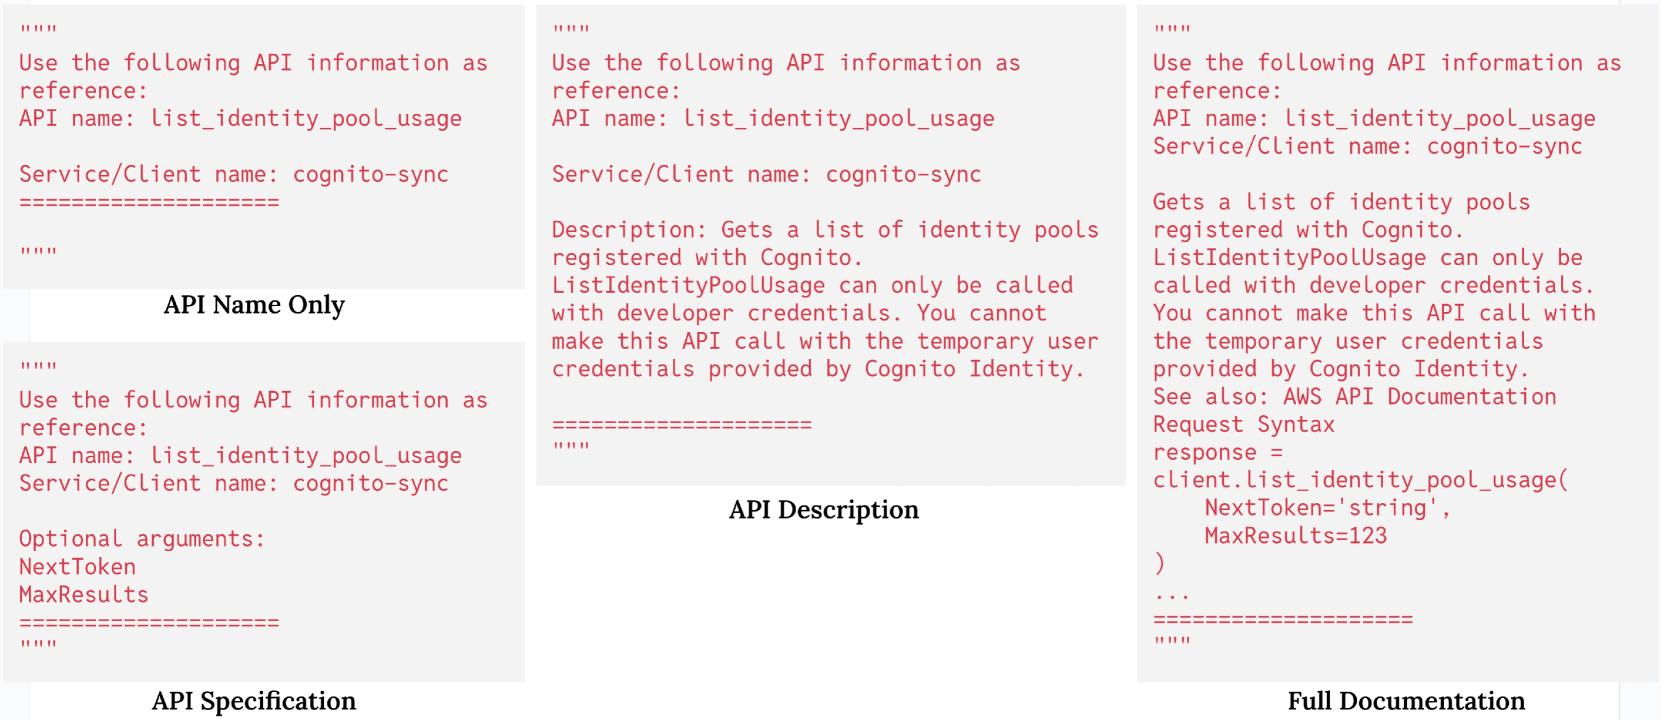 """
Use the following API information as
reference:
API name: list_identity_pool_usage
Service/Client name: cognito-sync
====================
"""
API Name Only
"""
Use the following API information as
reference:
API name: list_identity_pool_usage
Service/Client name: cognito-sync
Optional arguments:
NextToken
MaxResults
====================
"""
API Specification
"""
Use the following API information as
reference:
API name: list_identity_pool_usage
Service/Client name: cognito-sync
Description: Gets a list of identity pools
registered with Cognito.
ListIdentityPoolUsage can only be called
with developer credentials. You cannot
make this API call with the temporary user
credentials provided by Cognito Identity.
====================
"""
API Description
"""
Use the following API information as
reference:
API name: list_identity_pool_usage
Service/Client name: cognito-sync
Gets a list of identity pools
registered with Cognito.
ListIdentityPoolUsage can only be
called with developer credentials.
You cannot make this API call with
the temporary user credentials
provided by Cognito Identity.
See also: AWS API Documentation
Request Syntax
response =
client.list_identity_pool_usage(
    NextToken='string',
    MaxResults=123
)
...
====================
"""
Full Documentation